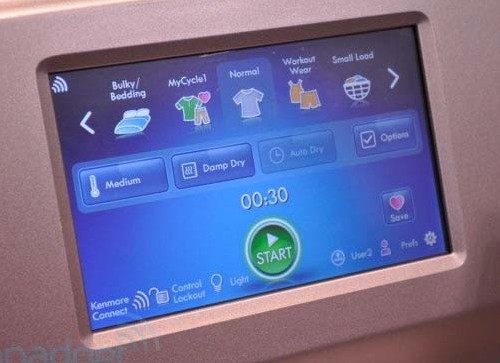 Bulky/
Bedding
MyCycle1
Normal
Workout
Wear
Small Load
Medium
Damp Dry
Auto Dry
Options
00:30
Save
START
Kenmore
Connect
Control
Lockout
Light
User2
Prefs